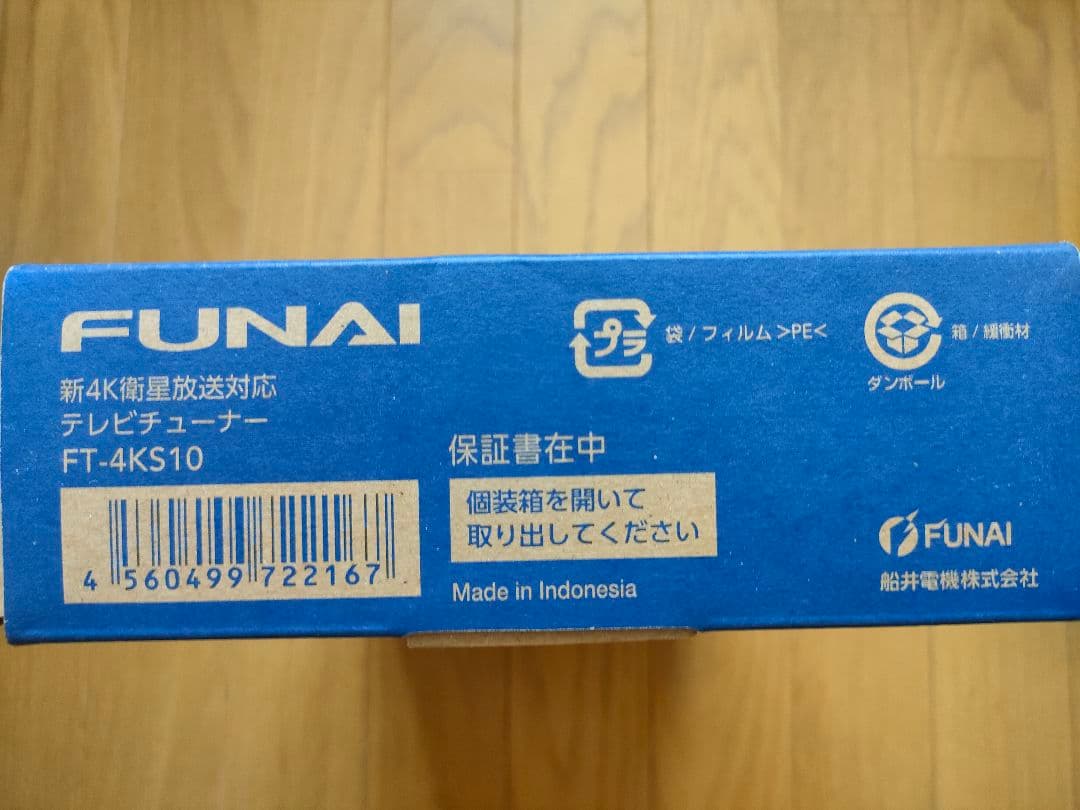 FUNAI
新4K衛星放送対応
テレビチューナー
FT-4KS10
4 560499 722167
プラ
袋/フィルム>PE<
箱/緩衝材
ダンボール
保証書在中
個装箱を開いて
取り出してください
Made in Indonesia
FUNAI
船井電機株式会社